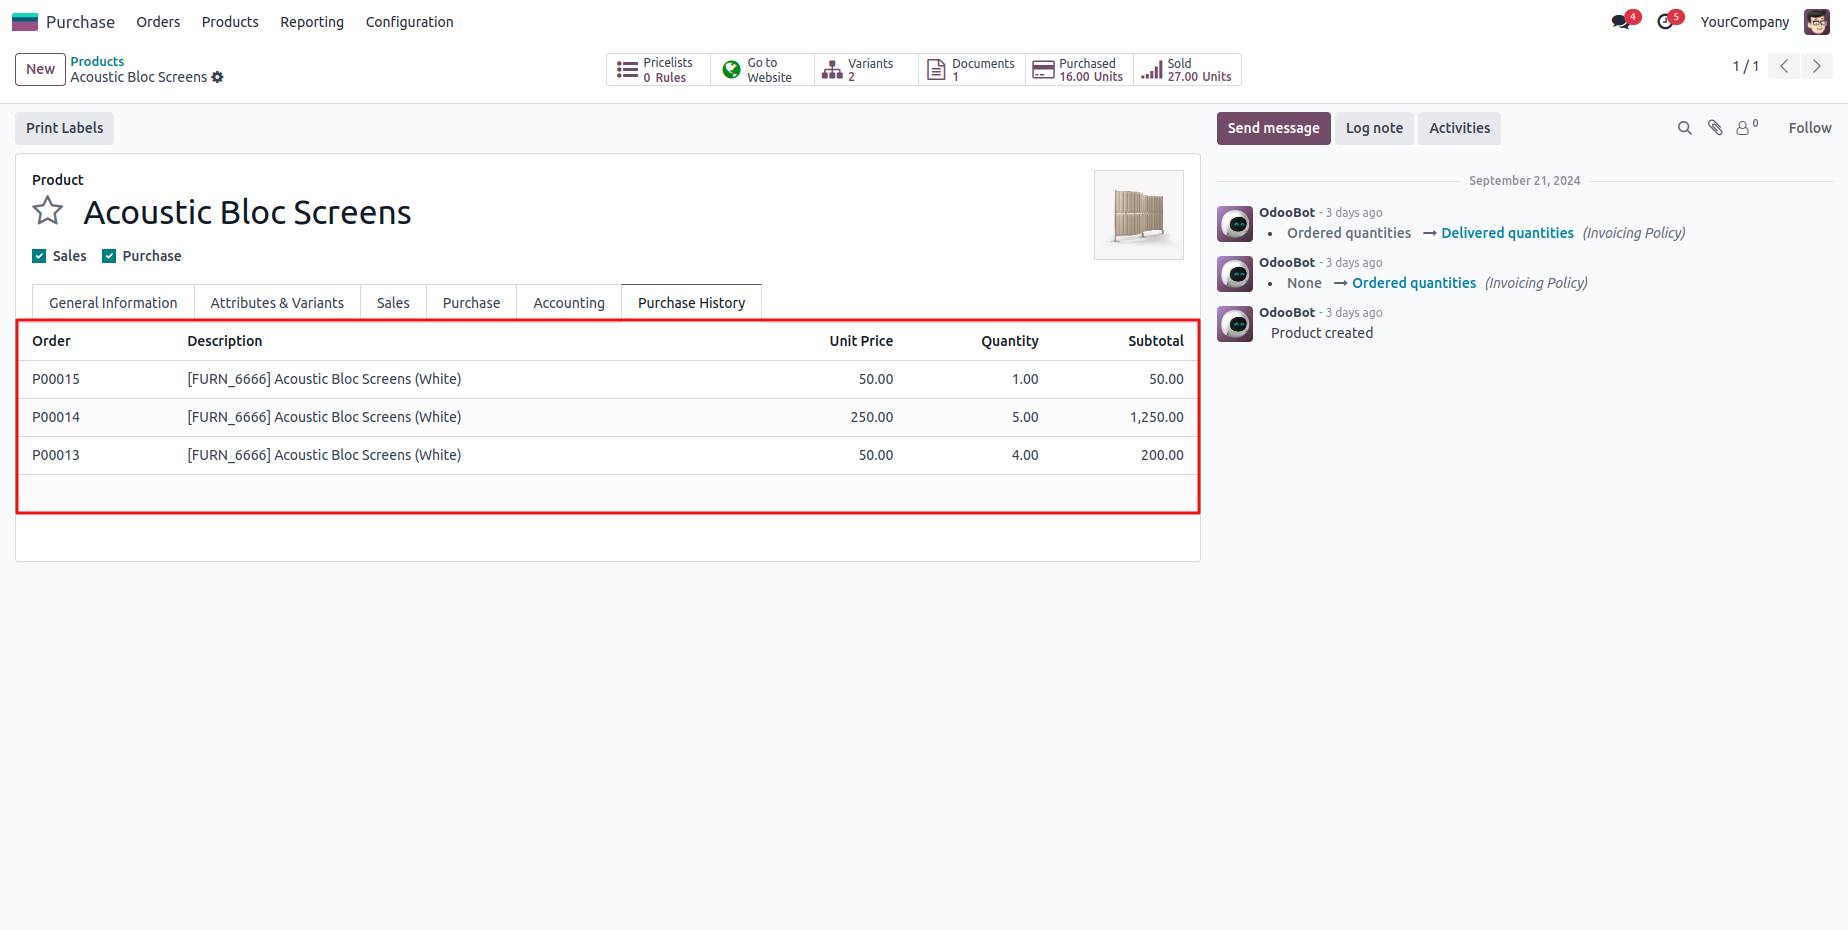 Purchase Orders Products Reporting Configuration 4 5 YourCompany
New Products
Acoustic Bloc Screens
Pricelists
0 Rules
Go to
Website
Variants
2
Documents
1
Purchased
16.00 Units
Sold
27.00 Units
1 / 1
Print Labels
Send message Log note Activities 0 Follow
Product
Acoustic Bloc Screens
Sales Purchase
General Information Attributes & Variants Sales Purchase Accounting Purchase History
Order Description Unit Price Quantity Subtotal
P00015 [FURN_6666] Acoustic Bloc Screens (White) 50.00 1.00 50.00
P00014 [FURN_6666] Acoustic Bloc Screens (White) 250.00 5.00 1,250.00
P00013 [FURN_6666] Acoustic Bloc Screens (White) 50.00 4.00 200.00
September 21, 2024
OdooBot - 3 days ago
• Ordered quantities → Delivered quantities (Invoicing Policy)
OdooBot - 3 days ago
• None → Ordered quantities (Invoicing Policy)
OdooBot - 3 days ago
Product created